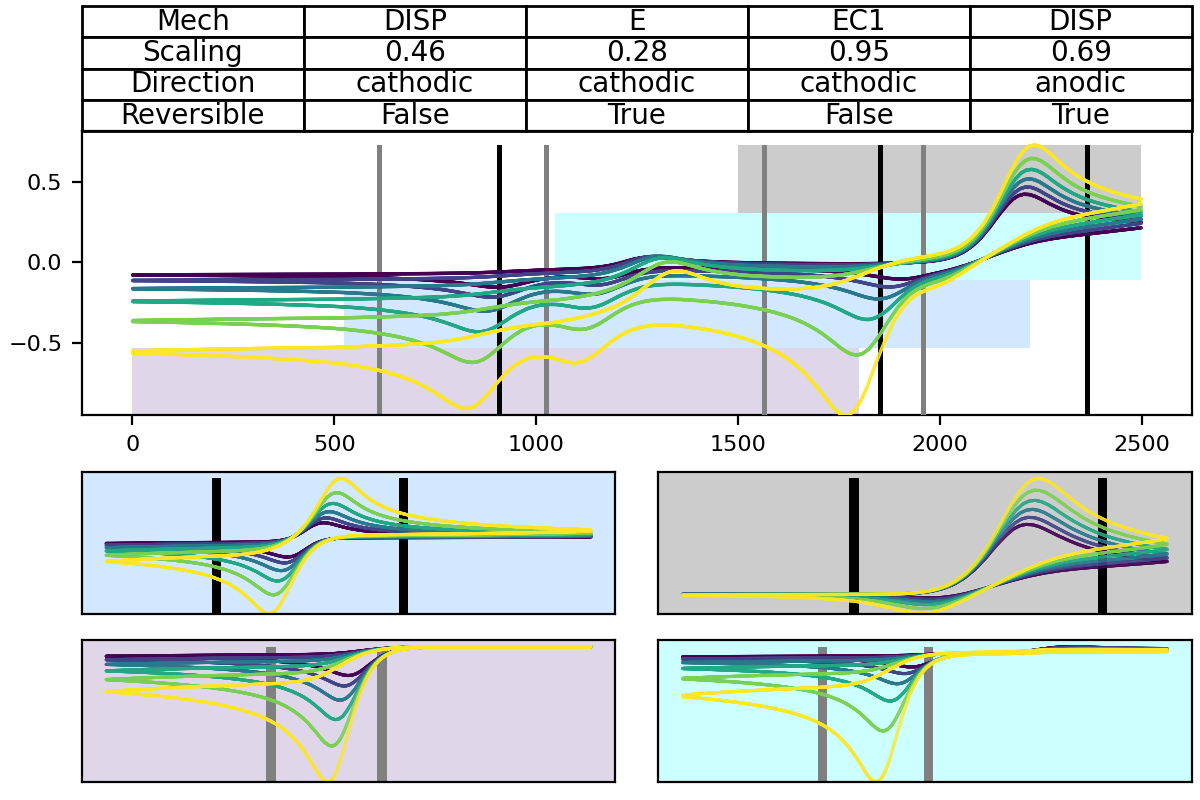 Mech DISP E EC1 DISP
Scaling 0.46 0.28 0.95 0.69
Direction cathodic cathodic cathodic anodic
Reversible False True False True
0.5
0.0
−0.5
0 500 1000 1500 2000 2500